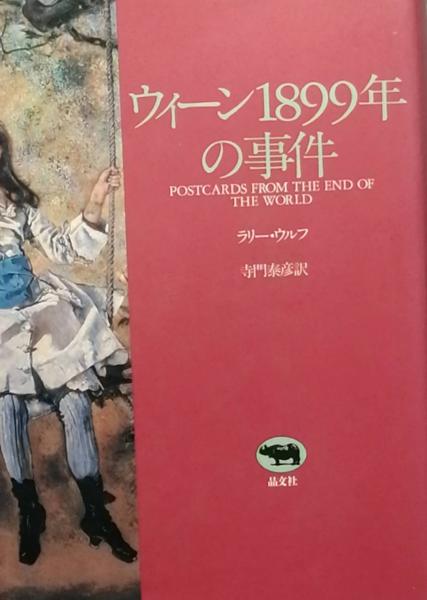 ウィーン1899年
の事件
POSTCARDS FROM THE END OF
THE WORLD
ラリー・ウルフ
寺門泰彦訳
晶文社